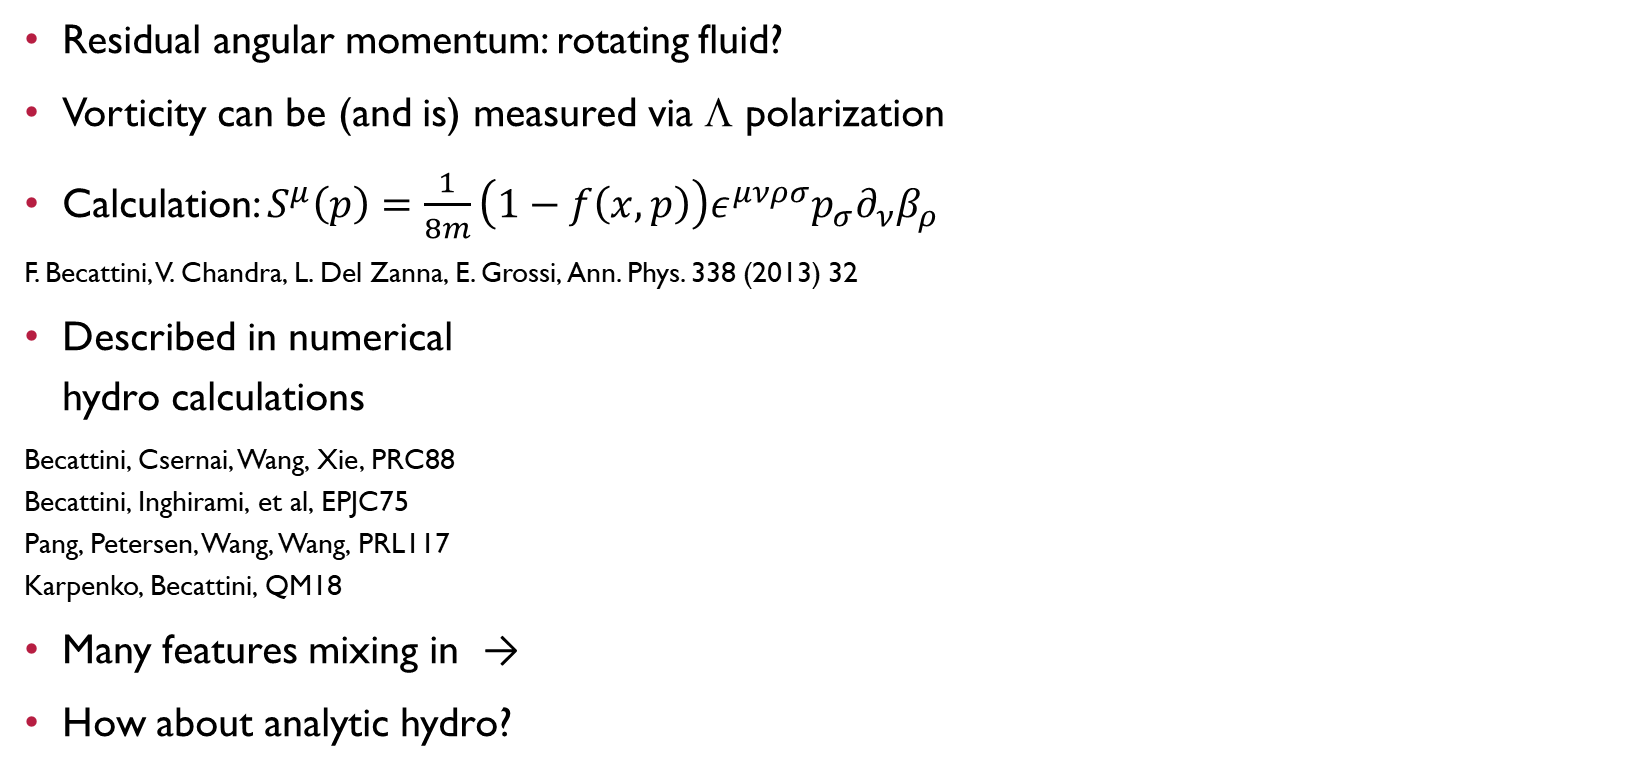 • Residual angular momentum: rotating fluid?
• Vorticity can be (and is) measured via Λ polarization
• Calculation: S^μ(p) = 1/8m (1 − f(x, p))ϵ^μνρσ p_σ ∂_ν β_ρ
F. Becattini, V. Chandra, L. Del Zanna, E. Grossi, Ann. Phys. 338 (2013) 32
• Described in numerical
hydro calculations
Becattini, Csernai, Wang, Xie, PRC88
Becattini, Inghirami, et al, EPJC75
Pang, Petersen, Wang, Wang, PRL117
Karpenko, Becattini, QM18
• Many features mixing in →
• How about analytic hydro?